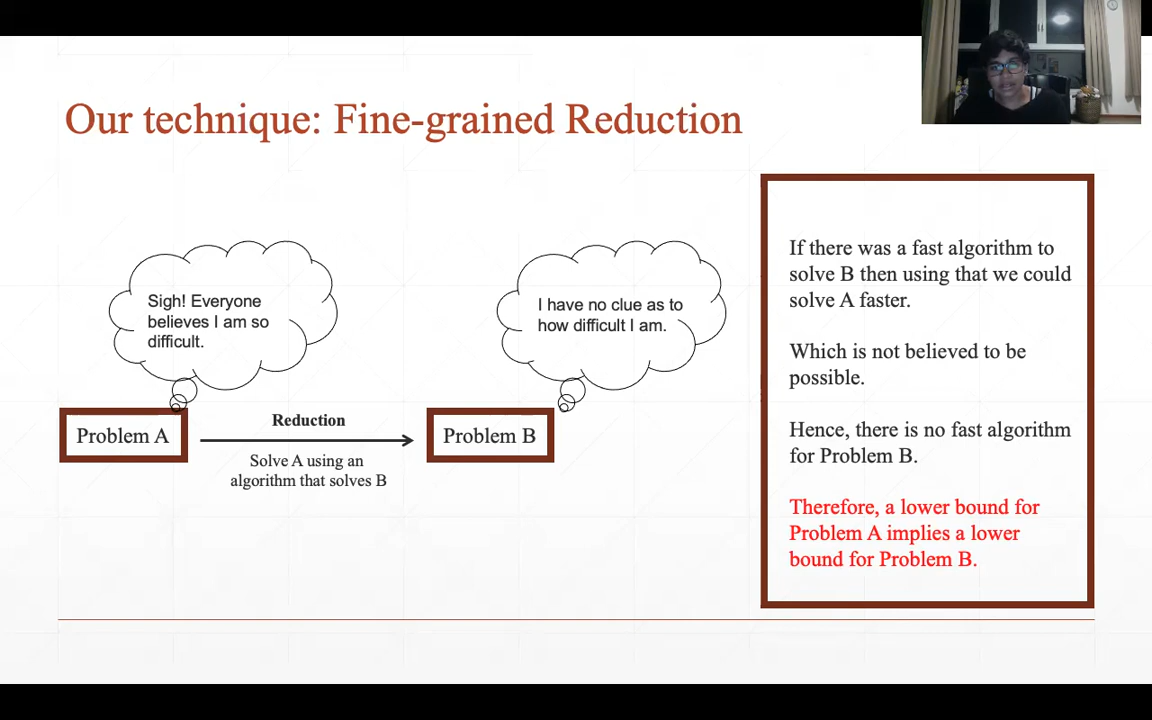 Our technique: Fine-grained Reduction
Sigh! Everyone
believes I am so
difficult.
I have no clue as to
how difficult I am.
Problem A
Reduction
Solve A using an
algorithm that solves B
Problem B
If there was a fast algorithm to
solve B then using that we could
solve A faster.
Which is not believed to be
possible.
Hence, there is no fast algorithm
for Problem B.
Therefore, a lower bound for
Problem A implies a lower
bound for Problem B.